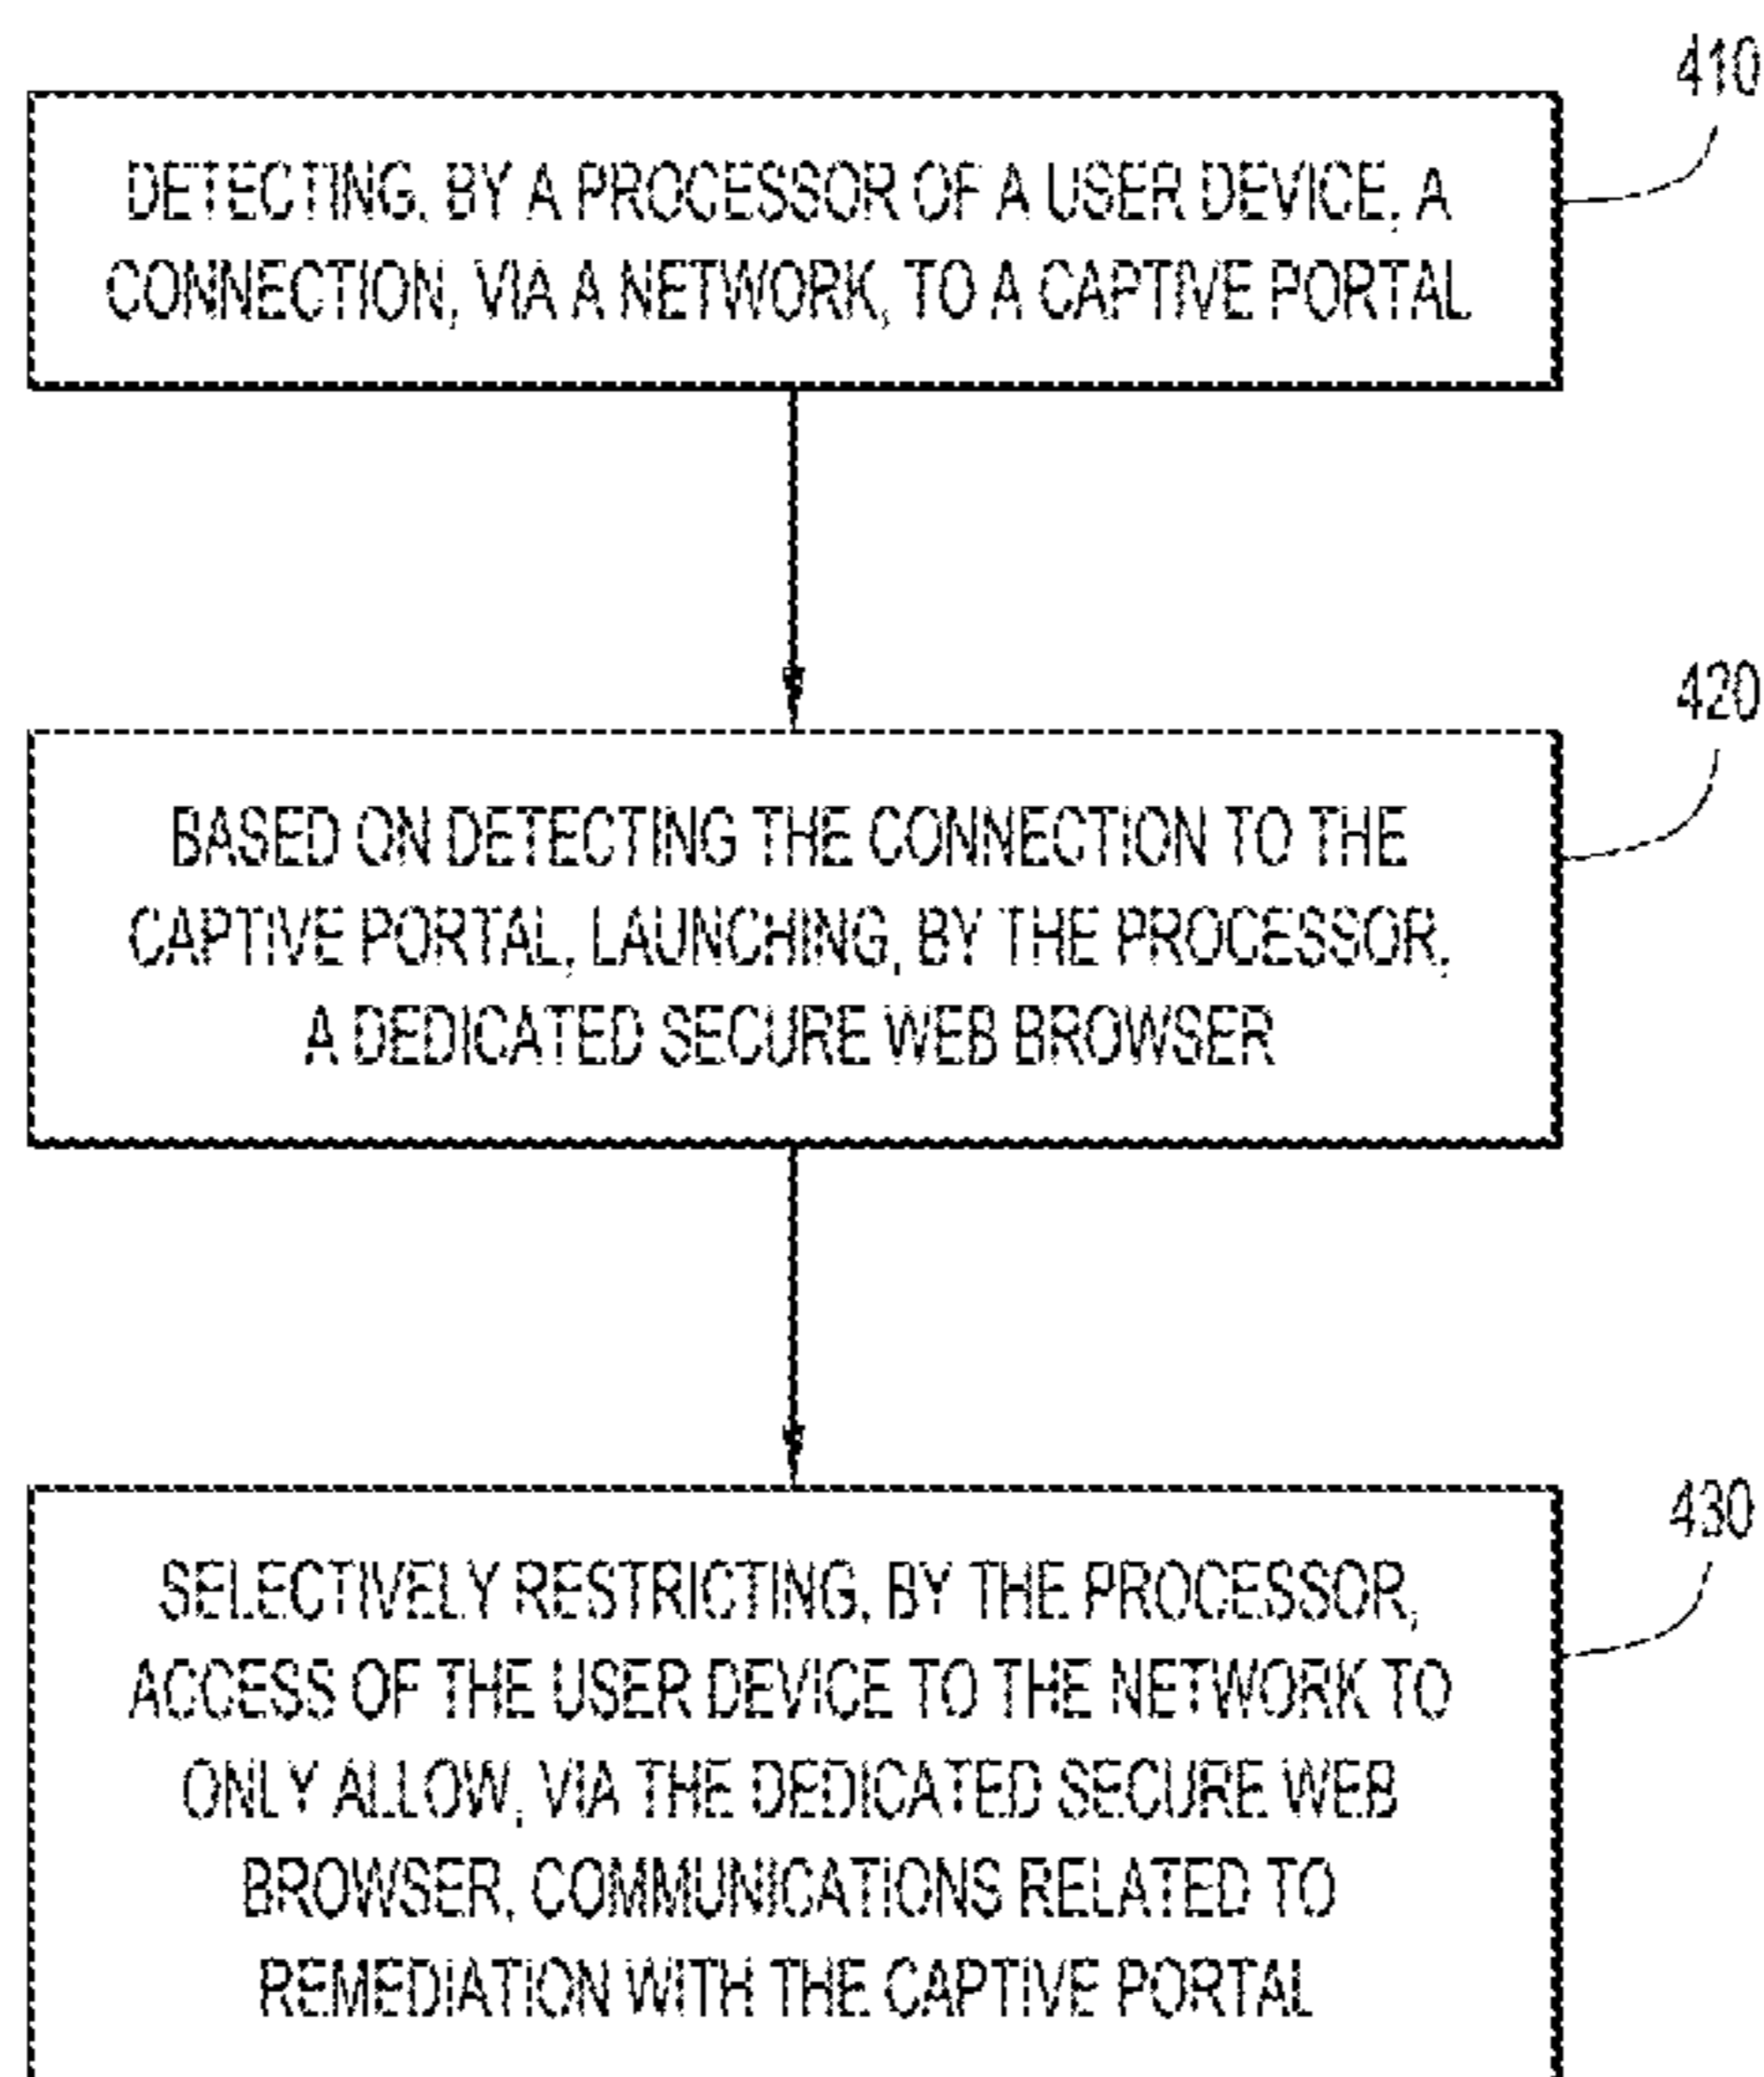 410
DETECTING, BY A PROCESSOR OF A USER DEVICE, A
CONNECTION, VIA A NETWORK, TO A CAPTIVE PORTAL
420
BASED ON DETECTING THE CONNECTION TO THE
CAPTIVE PORTAL, LAUNCHING, BY THE PROCESSOR,
A DEDICATED SECURE WEB BROWSER
430
SELECTIVELY RESTRICTING, BY THE PROCESSOR,
ACCESS OF THE USER DEVICE TO THE NETWORK TO
ONLY ALLOW, VIA THE DEDICATED SECURE WEB
BROWSER, COMMUNICATIONS RELATED TO
REMEDIATION WITH THE CAPTIVE PORTAL